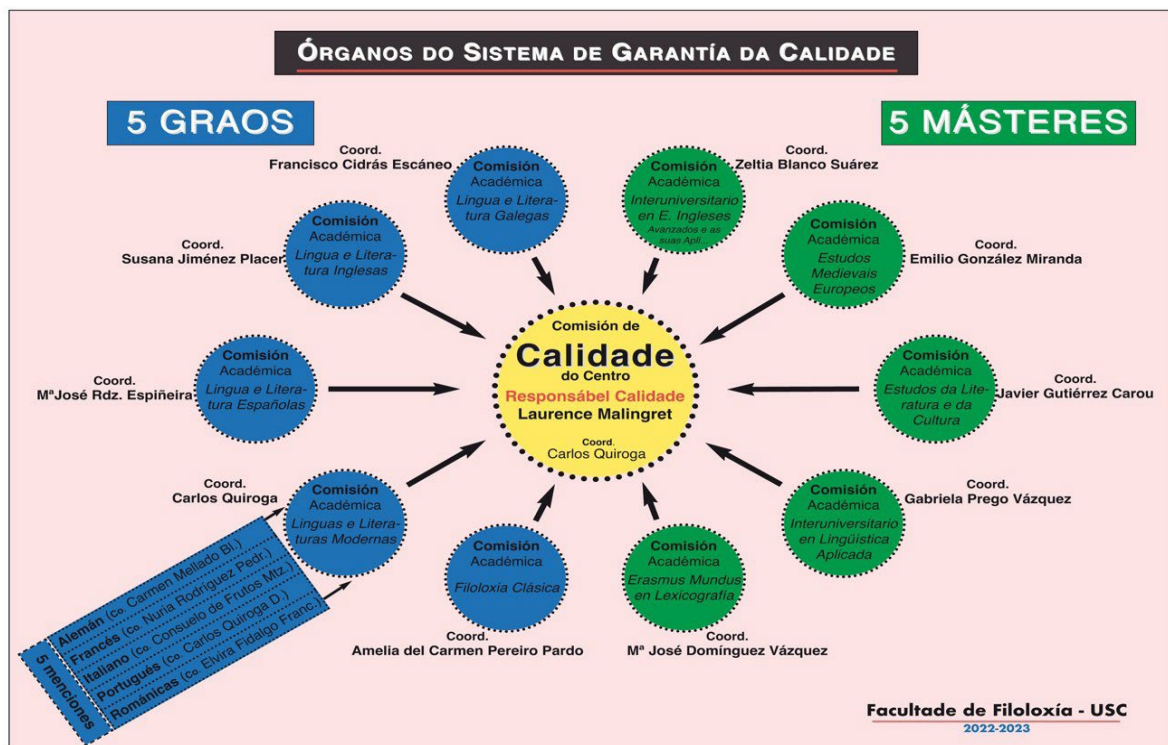 ÓRGANOS DO SISTEMA DE GARANTÍA DA CALIDADE
5 GRAOS
5 MÁSTERES
Coord.
Francisco Cidrás Escáneo
Comisión
Académica
Lingua e Litera-
tura Galegas
Comisión
Académica
Interuniversitario
en E. Ingleses
Avanzados e as
suas Apli...
Coord.
Zeltia Blanco Suárez
Coord.
Susana Jiménez Placer
Comisión
Académica
Lingua e Litera-
tura Inglesas
Comisión
Académica
Estudos
Medievais
Europeos
Coord.
Emilio González Miranda
Coord.
MªJosé Rdz. Espiñeira
Comisión
Académica
Lingua e Litera-
tura Españolas
Comisión de
Calidade
do Centro
Responsábel Calidade
Laurence Malingret
Coord.
Carlos Quiroga
Comisión
Académica
Estudos da Lite-
ratura e da
Cultura
Coord.
Javier Gutiérrez Carou
Coord.
Carlos Quiroga
Comisión
Académica
Linguas e Litera-
turas Modernas
Comisión
Académica
Interuniversitario
en Lingüística
Aplicada
Coord.
Gabriela Prego Vázquez
5 menciones
Alemán (co. Carmen Mellado Bl.)
Francés (co. Nuria Rodríguez Pedr.)
Italiano (co. Consuelo de Frutos Mtz.)
Portugués (co. Carlos Quiroga D.)
Románicas (co. Elvira Fidalgo Franc.)
Comisión
Académica
Filoloxía Clásica
Coord.
Amelia del Carmen Pereiro Pardo
Comisión
Académica
Erasmus Mundus
en Lexicografía
Coord.
Mª José Domínguez Vázquez
Facultade de Filoloxía - USC
2022-2023